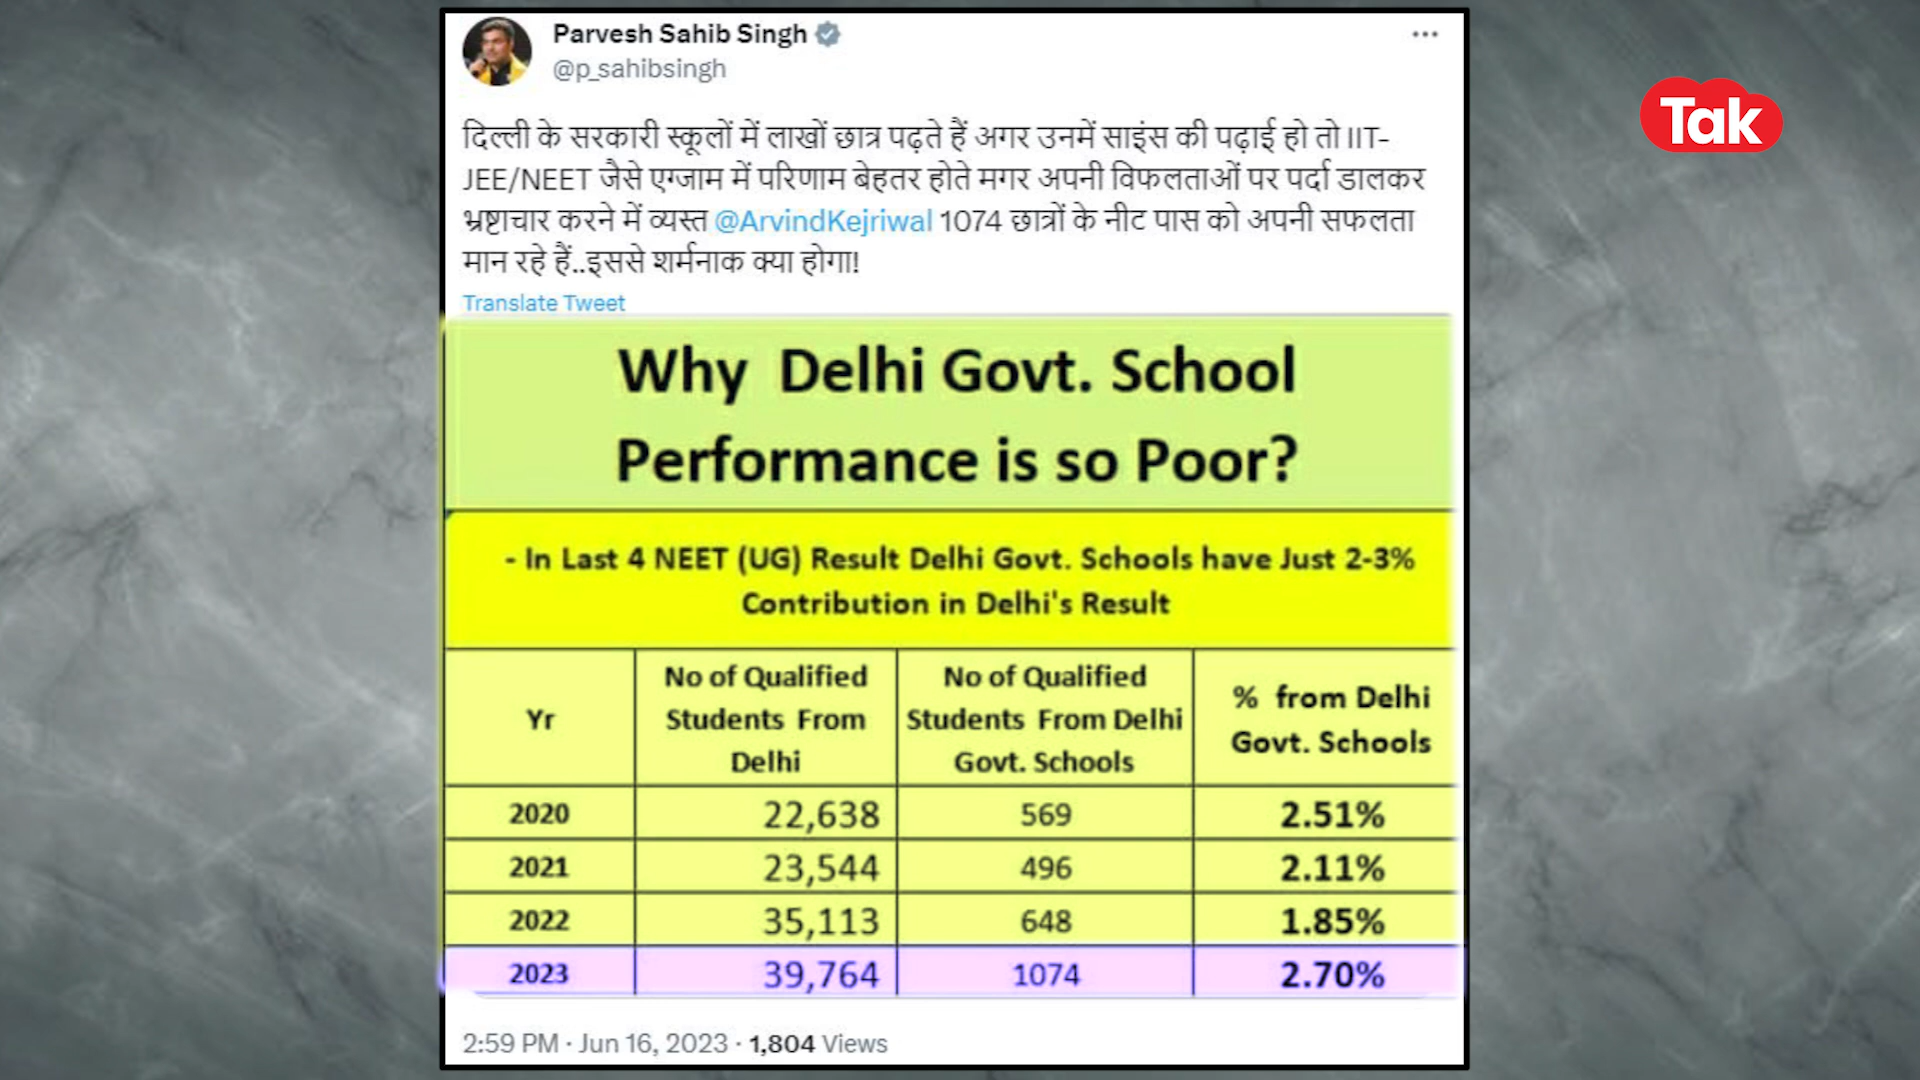 Parvesh Sahib Singh
@p_sahibsingh
Tak
दिल्ली के सरकारी स्कूलों में लाखों छात्र पढ़ते हैं अगर उनमें साइंस की पढ़ाई हो तो IIT-
JEE/NEET जैसे एग्जाम में परिणाम बेहतर होते मगर अपनी विफलताओं पर पर्दा डालकर
भ्रष्टाचार करने में व्यस्त @ArvindKejriwal 1074 छात्रों के नीट पास को अपनी सफलता
मान रहे हैं..इससे शर्मनाक क्या होगा!
Translate Tweet
Why Delhi Govt. School
Performance is so Poor?
- In Last 4 NEET (UG) Result Delhi Govt. Schools have Just 2-3%
Contribution in Delhi's Result
Yr
No of Qualified
Students From
Delhi
No of Qualified
Students From Delhi
Govt. Schools
% from Delhi
Govt. Schools
2020 22,638 569 2.51%
2021 23,544 496 2.11%
2022 35,113 648 1.85%
2023 39,764 1074 2.70%
2:59 PM · Jun 16, 2023 · 1,804 Views